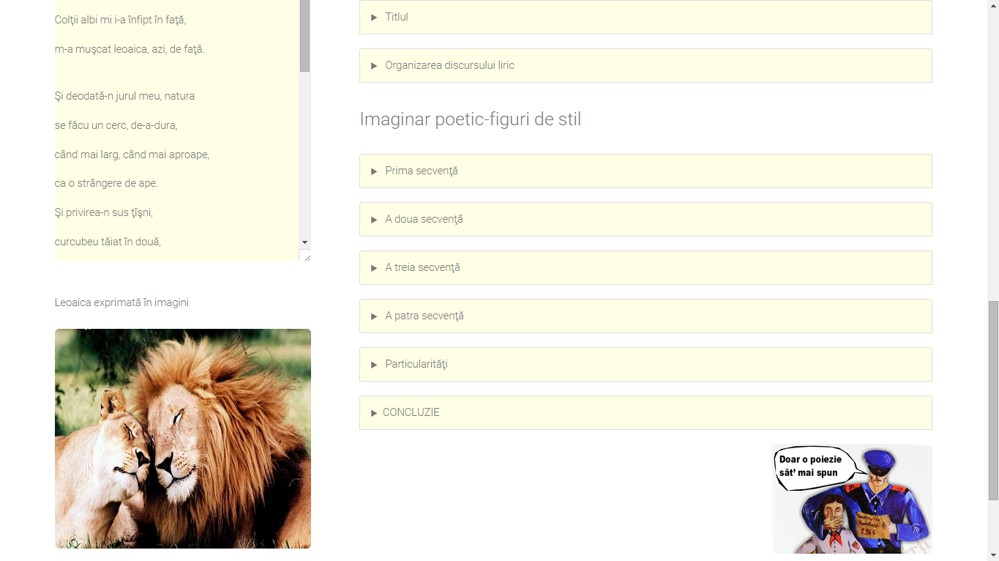 Colţii albi mi i-a înfipt în faţă,
m-a muşcat leoaica, azi, de faţă.
Şi deodată-n jurul meu, natura
se făcu un cerc, de-a-dura,
când mai larg, când mai aproape,
ca o strângere de ape.
Şi privirea-n sus ţîşni,
curcubeu tăiat în două,
Leoaica exprimată în imagini
Titlul
Organizarea discursului liric
Imaginar poetic-figuri de stil
Prima secvenţă
A doua secvenţă
A treia secvenţă
A patra secvenţă
Particularităţi
CONCLUZIE
Doar o poiezie
săt' mai spun
României
1965